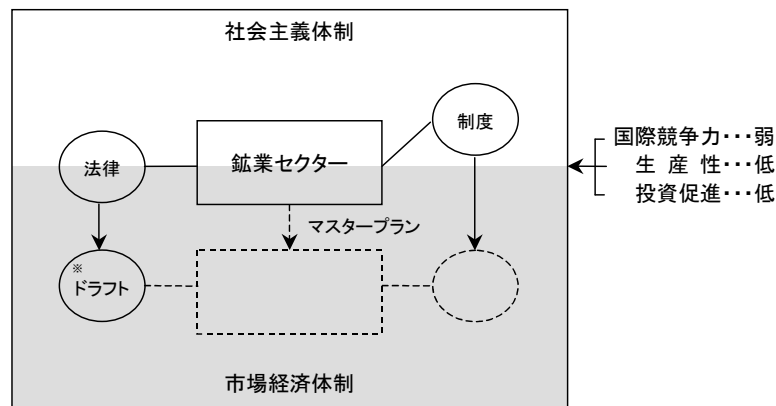 社会主義体制
制度
国際競争力・・・弱
鉱業セクター
法律
生 産 性・・・低
投資促進・・・低
マスタープラン
※
ドラフト
市場経済体制